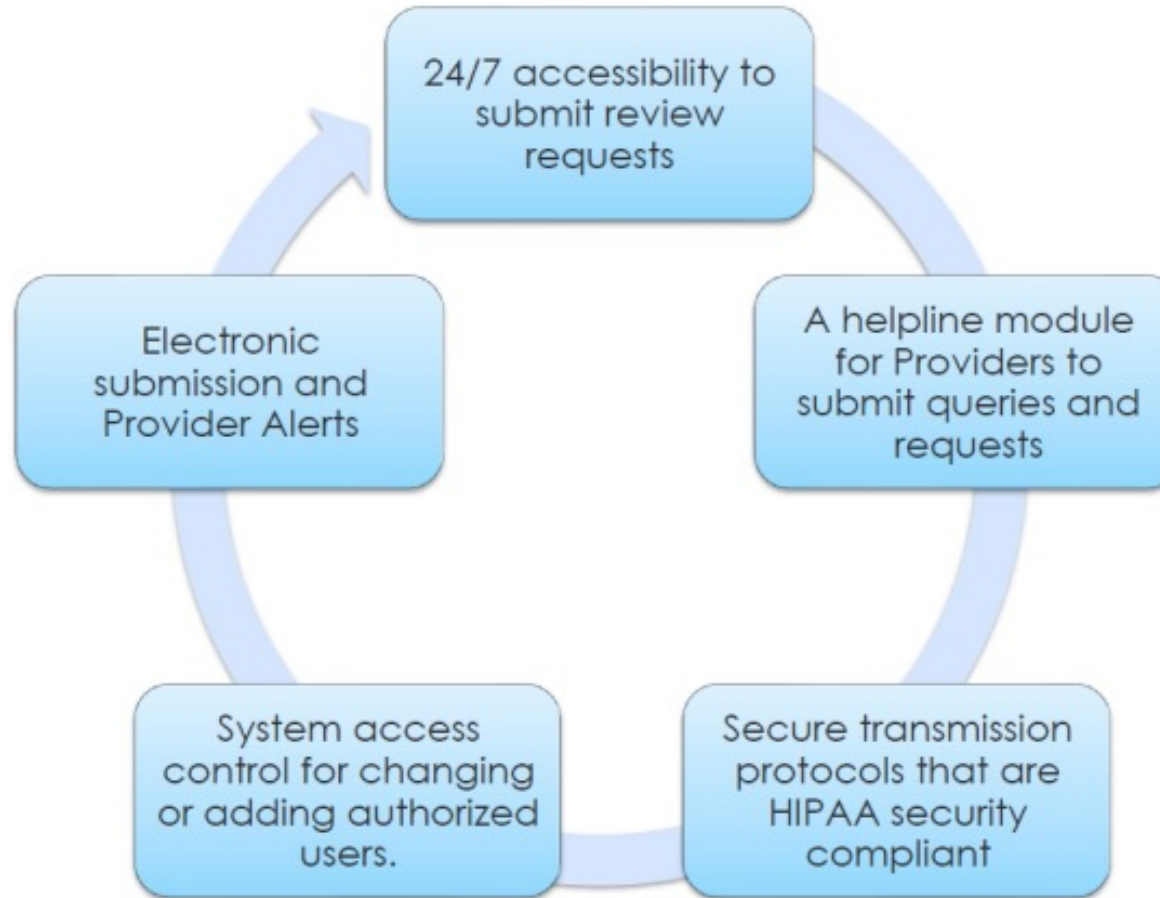 24/7 accessibility to
submit review
requests
A helpline module
for Providers to
submit queries and
requests
Secure transmission
protocols that are
HIPAA security
compliant
System access
control for changing
or adding authorized
users.
Electronic
submission and
Provider Alerts